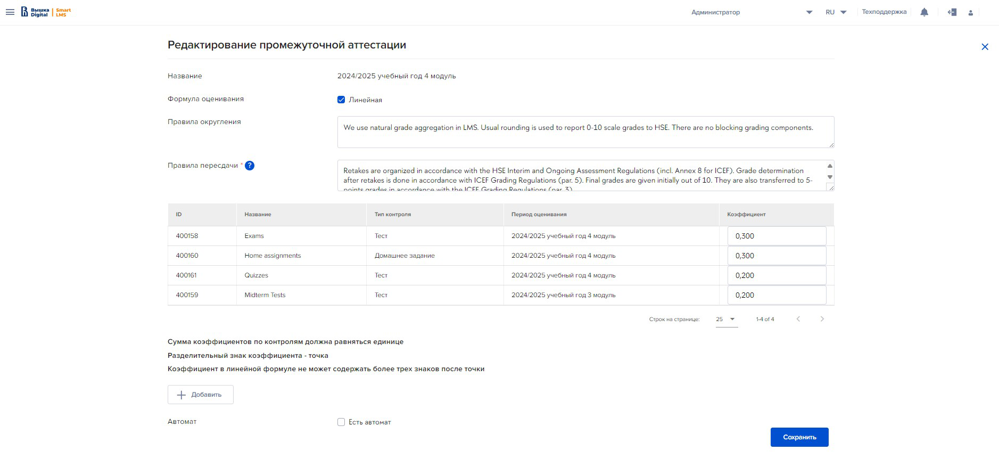 Вышка Digital | Smart LMS
Администратор
RU
Техподдержка
Редактирование промежуточной аттестации
Название
2024/2025 учебный год 4 модуль
Формула оценивания
Линейная
Правила округления
We use natural grade aggregation in LMS. Usual rounding is used to report 0-10 scale grades to HSE. There are no blocking grading components.
Правила пересдачи * ?
Retakes are organized in accordance with the HSE Interim and Ongoing Assessment Regulations (incl. Annex 8 for ICEF). Grade determination
after retakes is done in accordance with ICEF Grading Regulations (par. 5). Final grades are given initially out of 10. They are also transferred to 5-
points grades in accordance with the ICEF Grading Regulations (par. 3)
ID Название Тип контроля Период оценивания Коэффициент
400158 Exams Тест 2024/2025 учебный год 4 модуль 0,300
400160 Home assignments Домашнее задание 2024/2025 учебный год 4 модуль 0,300
400161 Quizzes Тест 2024/2025 учебный год 4 модуль 0,200
400159 Midterm Tests Тест 2024/2025 учебный год 3 модуль 0,200
Строк на странице: 25 1-4 of 4
Сумма коэффициентов по контролям должна равняться единице
Разделительный знак коэффициента - точка
Коэффициент в линейной формуле не может содержать более трех знаков после точки
Добавить
Автомат
Есть автомат
Сохранить